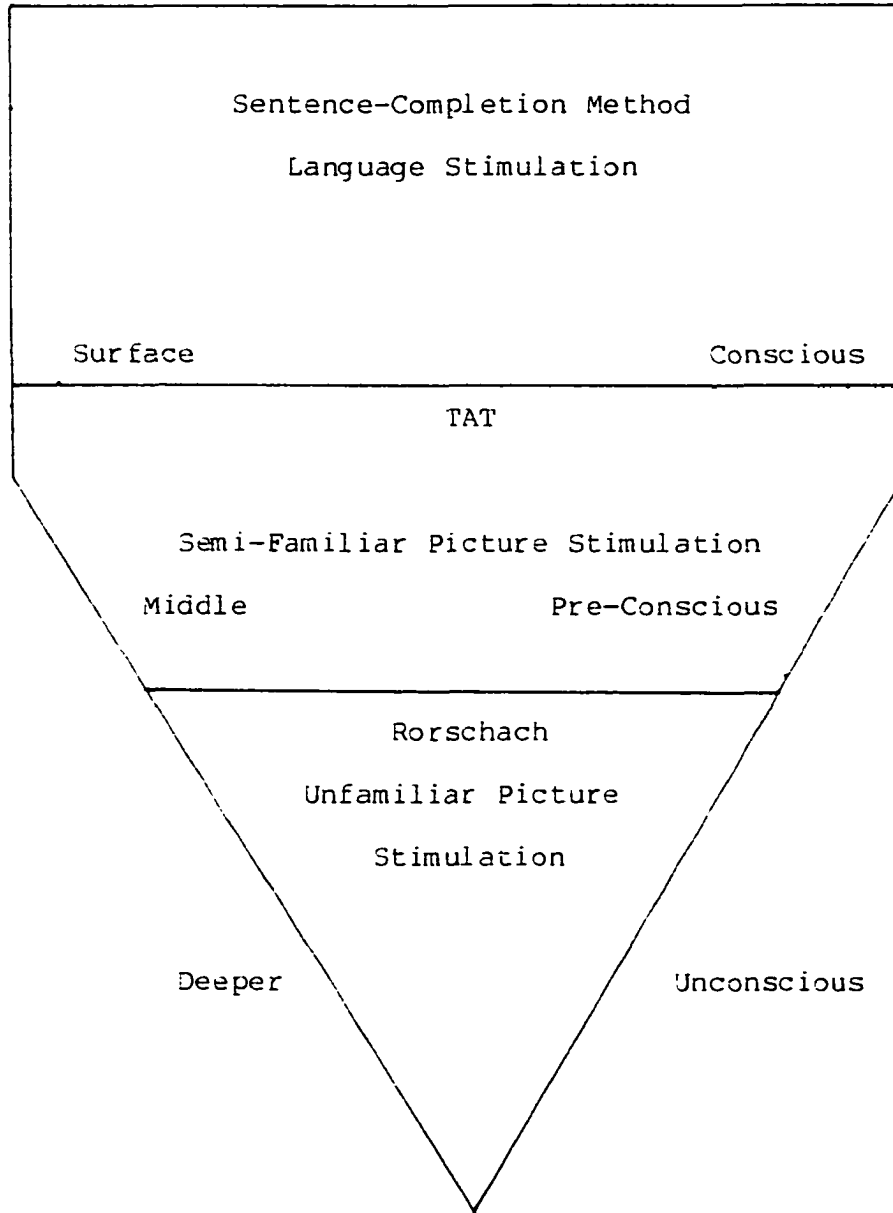 Sentence-Completion Method
Language Stimulation
Surface Conscious
TAT
Semi-Familiar Picture Stimulation
Middle Pre-Conscious
Rorschach
Unfamiliar Picture
Stimulation
Deeper Unconscious